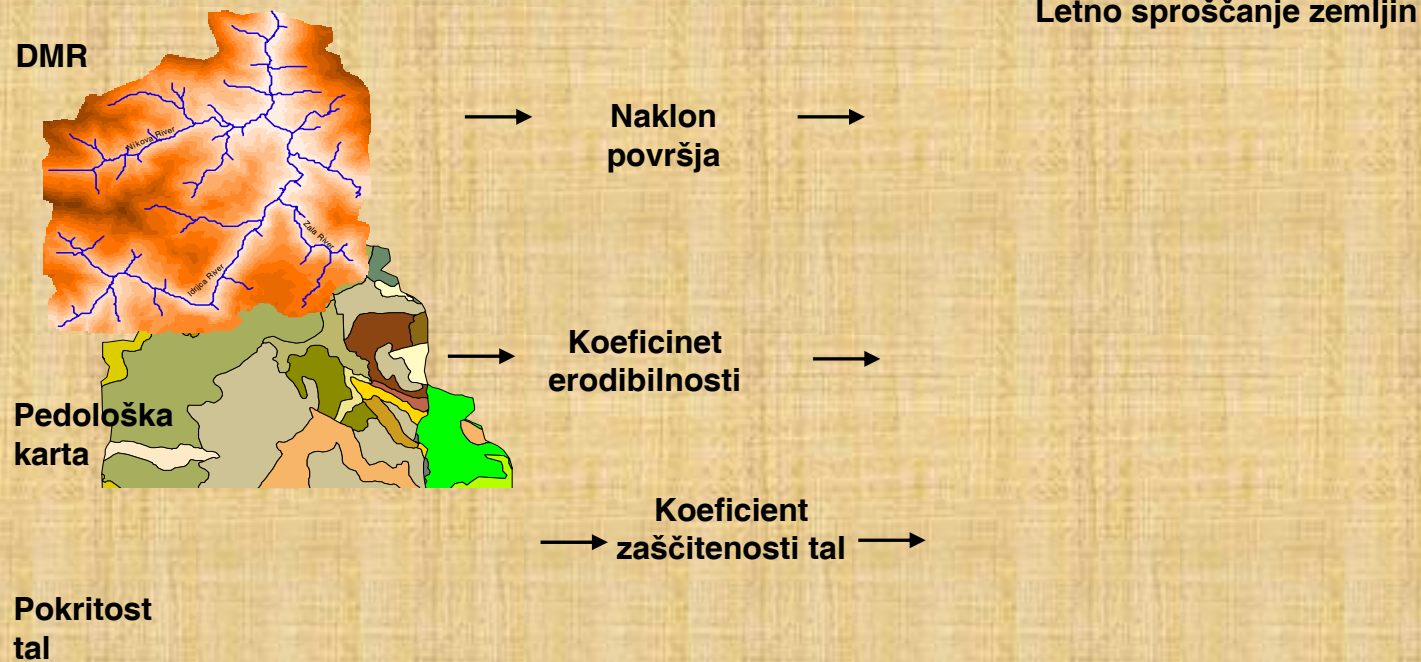 Letno sproščanje zemljin
DMR
Nikova River
Zala River
Idrijca River
Naklon
površja
Koeficinet
erodibilnosti
Pedološka
karta
Koeficient
zaščitenosti tal
Pokritost
tal